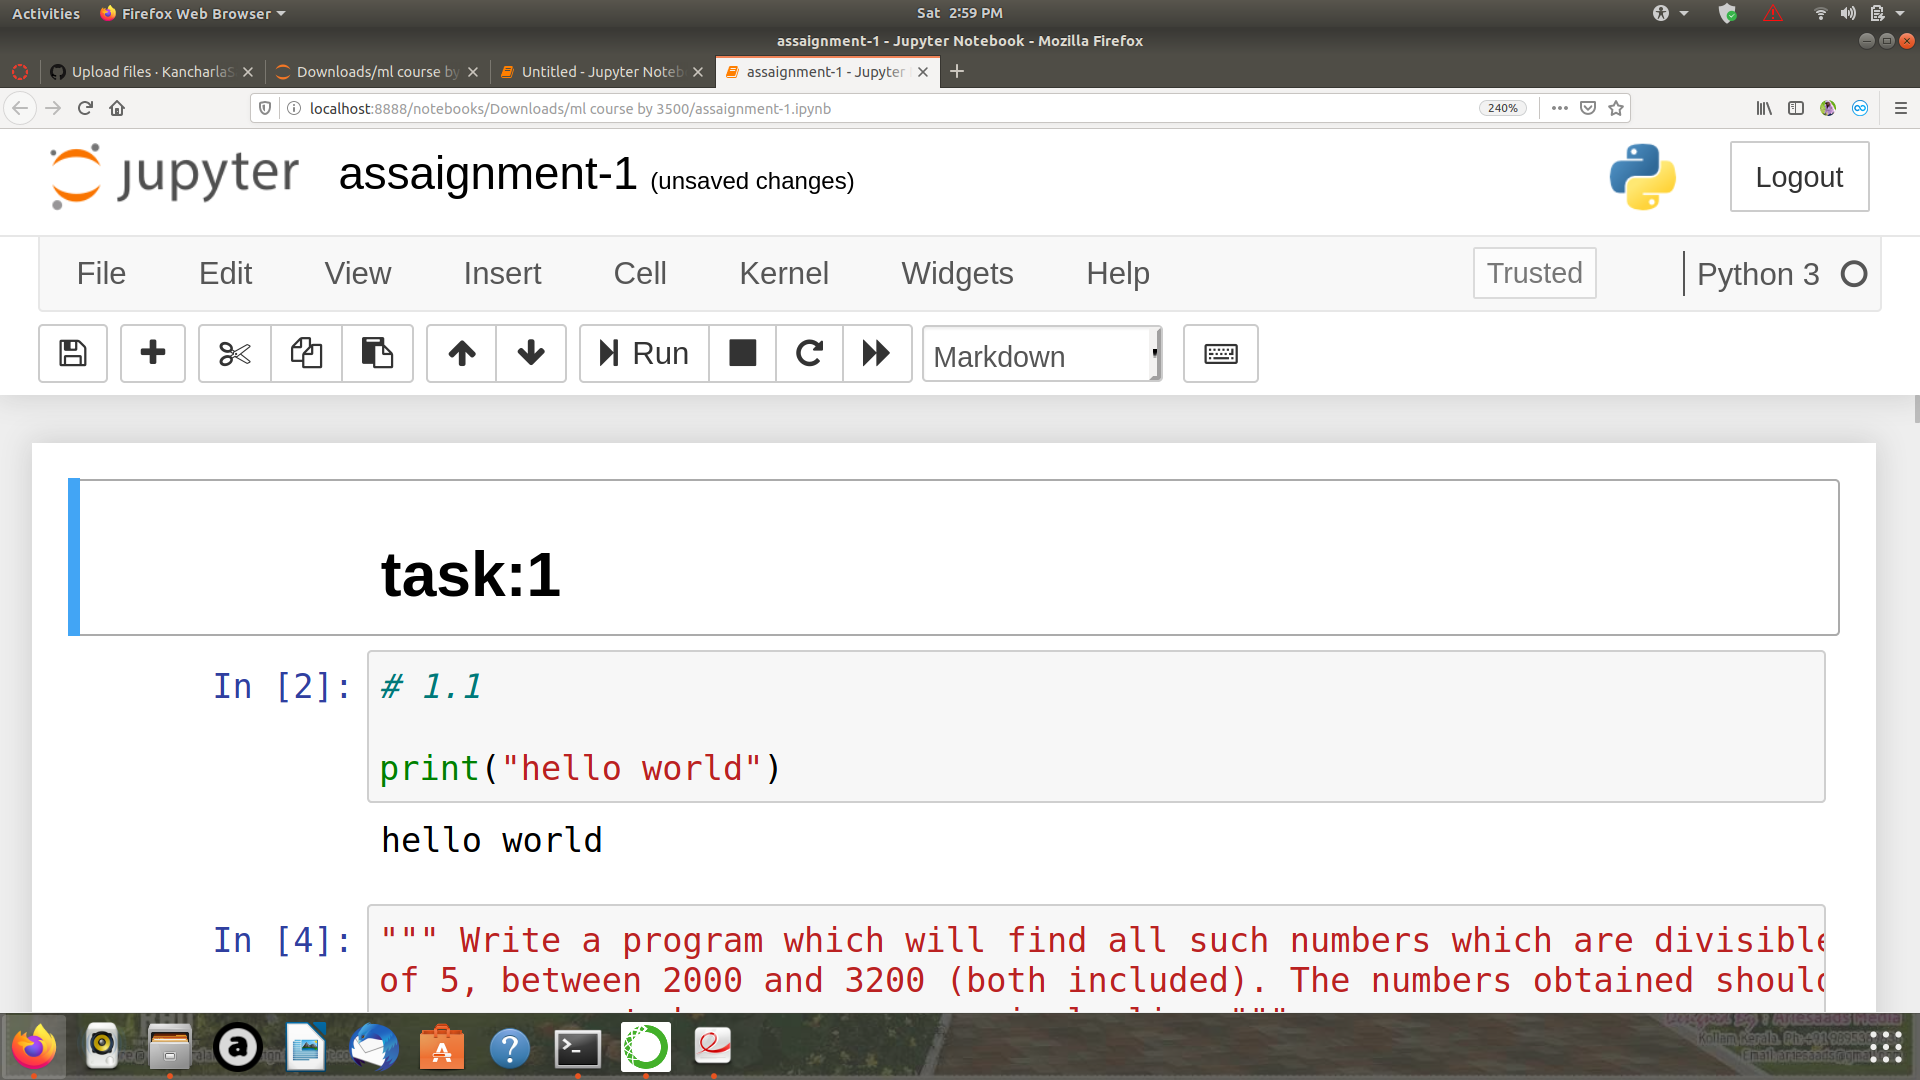 Activities Firefox Web Browser Sat 2:59 PM
assaignment-1 - Jupyter Notebook - Mozilla Firefox
Upload files · KancharlaS Downloads/ml course by Untitled - Jupyter Noteb assaignment-1 - Jupyter
localhost:8888/notebooks/Downloads/ml course by 3500/assaignment-1.ipynb 240%
jupyter assaignment-1 (unsaved changes) Logout
File Edit View Insert Cell Kernel Widgets Help Trusted Python 3
Run Markdown
task:1
In [2]: # 1.1
print("hello world")
hello world
In [4]: """ Write a program which will find all such numbers which are divisible
of 5, between 2000 and 3200 (both included). The numbers obtained should